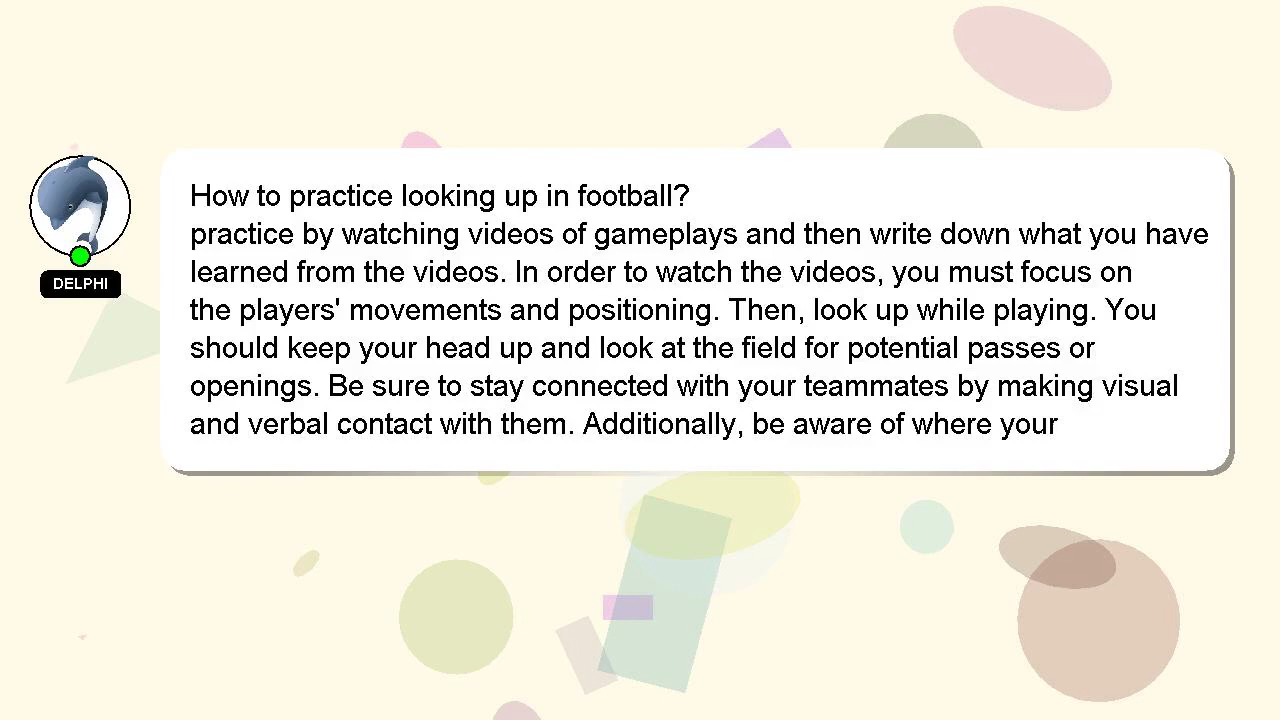 How to practice looking up in football?
practice by watching videos of gameplays and then write down what you have
learned from the videos. In order to watch the videos, you must focus on
the players' movements and positioning. Then, look up while playing. You
should keep your head up and look at the field for potential passes or
openings. Be sure to stay connected with your teammates by making visual
and verbal contact with them. Additionally, be aware of where your
DELPHI